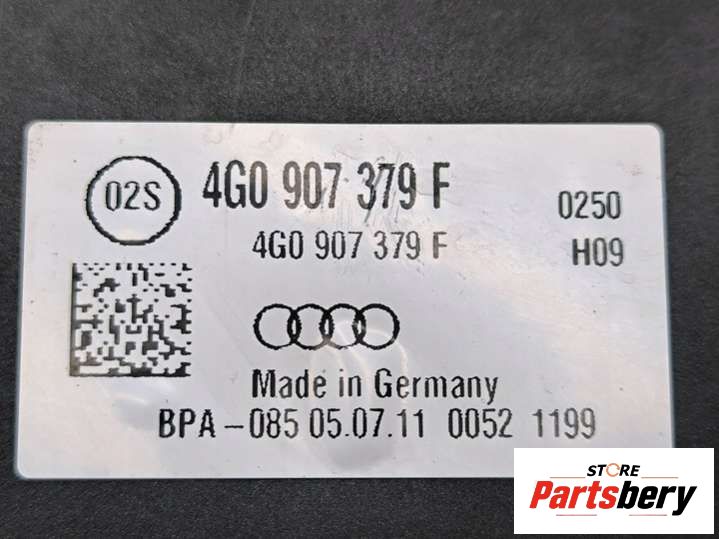 02S 4G0 907 379 F 0250
4G0 907 379 F H09
Made in Germany
BPA-085 05.07.11 0052 1199
STORE
Partsbery